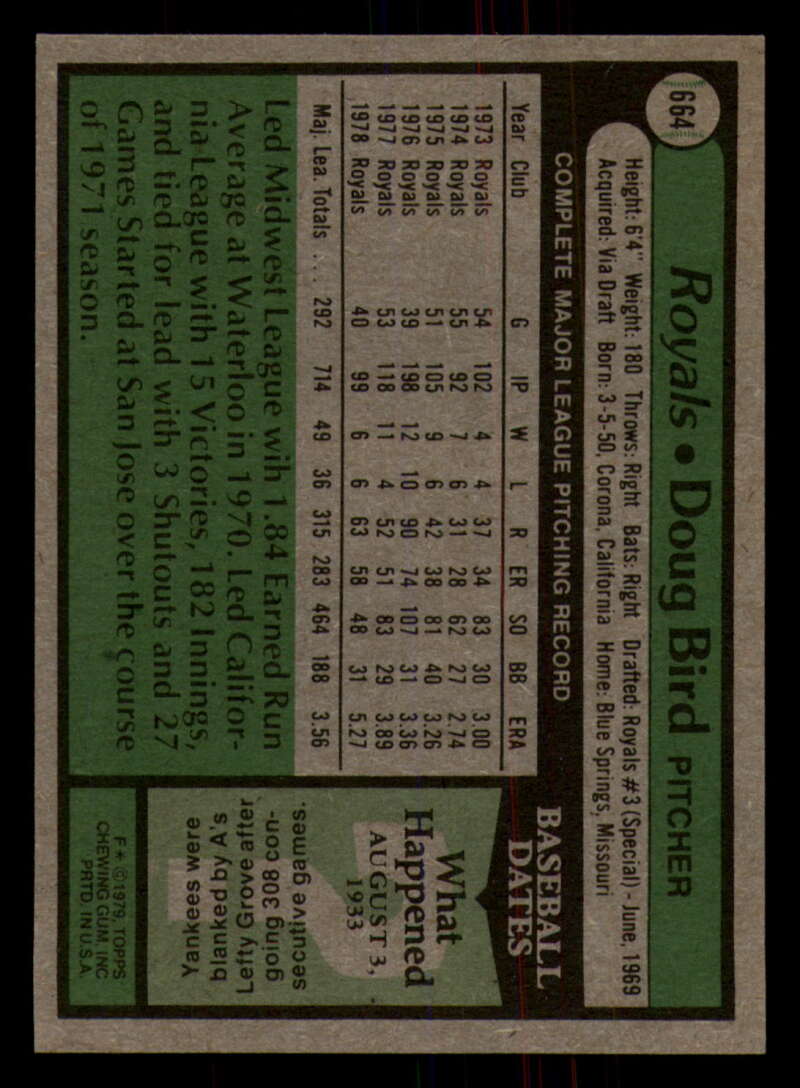 664
Royals • Doug Bird PITCHER
Height: 6'4" Weight: 180 Throws: Right Bats: Right Drafted: Royals #3 (Special) - June, 1969
Acquired: Via Draft Born: 3-5-50, Corona, California Home: Blue Springs, Missouri
COMPLETE MAJOR LEAGUE PITCHING RECORD
Year Club G IP W L R ER SO BB ERA
1973 Royals 54 102 4 4 37 34 83 30 3.00
1974 Royals 55 92 7 6 31 28 62 27 2.74
1975 Royals 51 105 9 6 42 38 81 40 3.26
1976 Royals 39 198 12 10 90 74 107 31 3.36
1977 Royals 53 118 11 4 52 51 83 29 3.89
1978 Royals 40 99 6 6 63 58 48 31 5.27
Maj. Lea. Totals ... 292 714 49 36 315 283 464 188 3.56
Led Midwest League wih 1.84 Earned Run
Average at Waterloo in 1970. Led Califor-
nia League with 15 Victories, 182 Innings,
and tied for lead with 3 Shutouts and 27
Games Started at San Jose over the course
of 1971 season.
BASEBALL
DATES
What
Happened
AUGUST 3,
1933
Yankees were
blanked by A's
Lefty Grove after
going 308 con-
secutive games.
F* ©1979, TOPPS
CHEWING GUM, INC
PRTD. IN U.S.A.